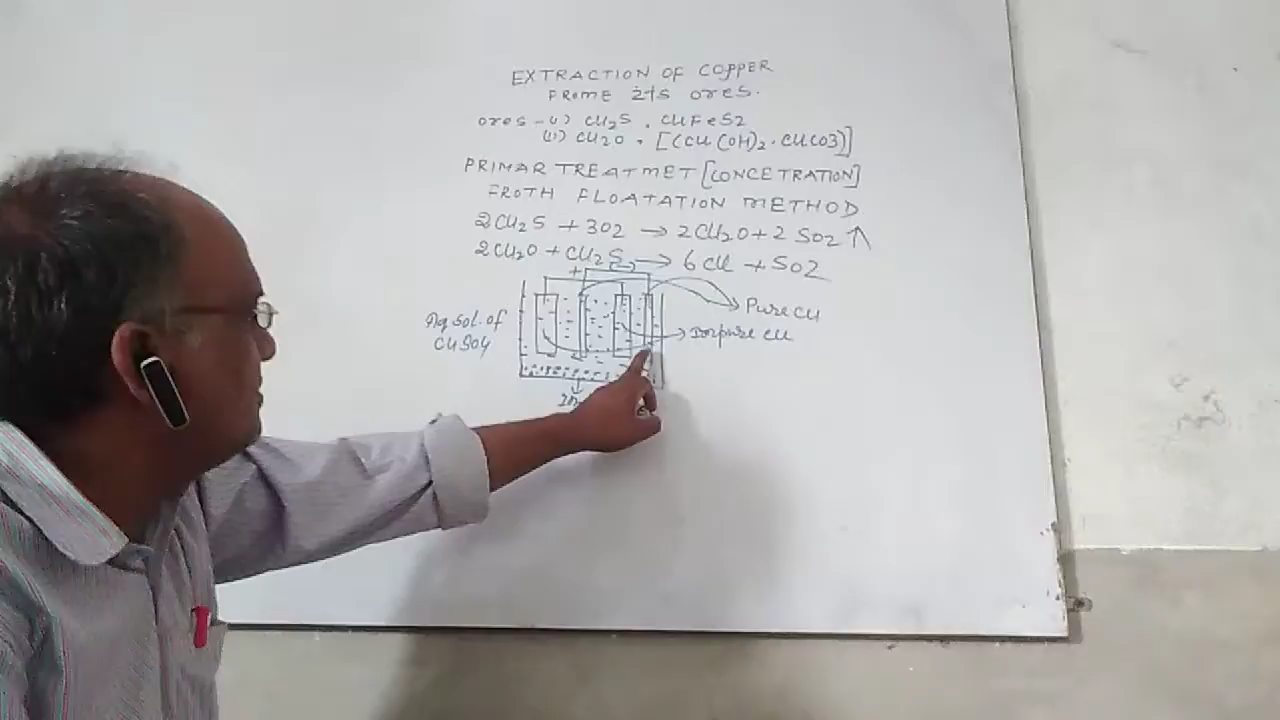 EXTRACTION OF COPPER
FROME its ores.
ores - (i) Cu2S , CuFeS2
(ii) Cu2O , [(Cu(OH)2.CuCO3)]
PRIMAR TREATMET [CONCETRATION]
FROTH FLOATATION METHOD
2Cu2S + 3O2 → 2Cu2O + 2 SO2↑
2Cu2O + Cu2S → 6Cu + SO2
+ -
Pure Cu
Aq sol. of
CuSO4
Impure Cu